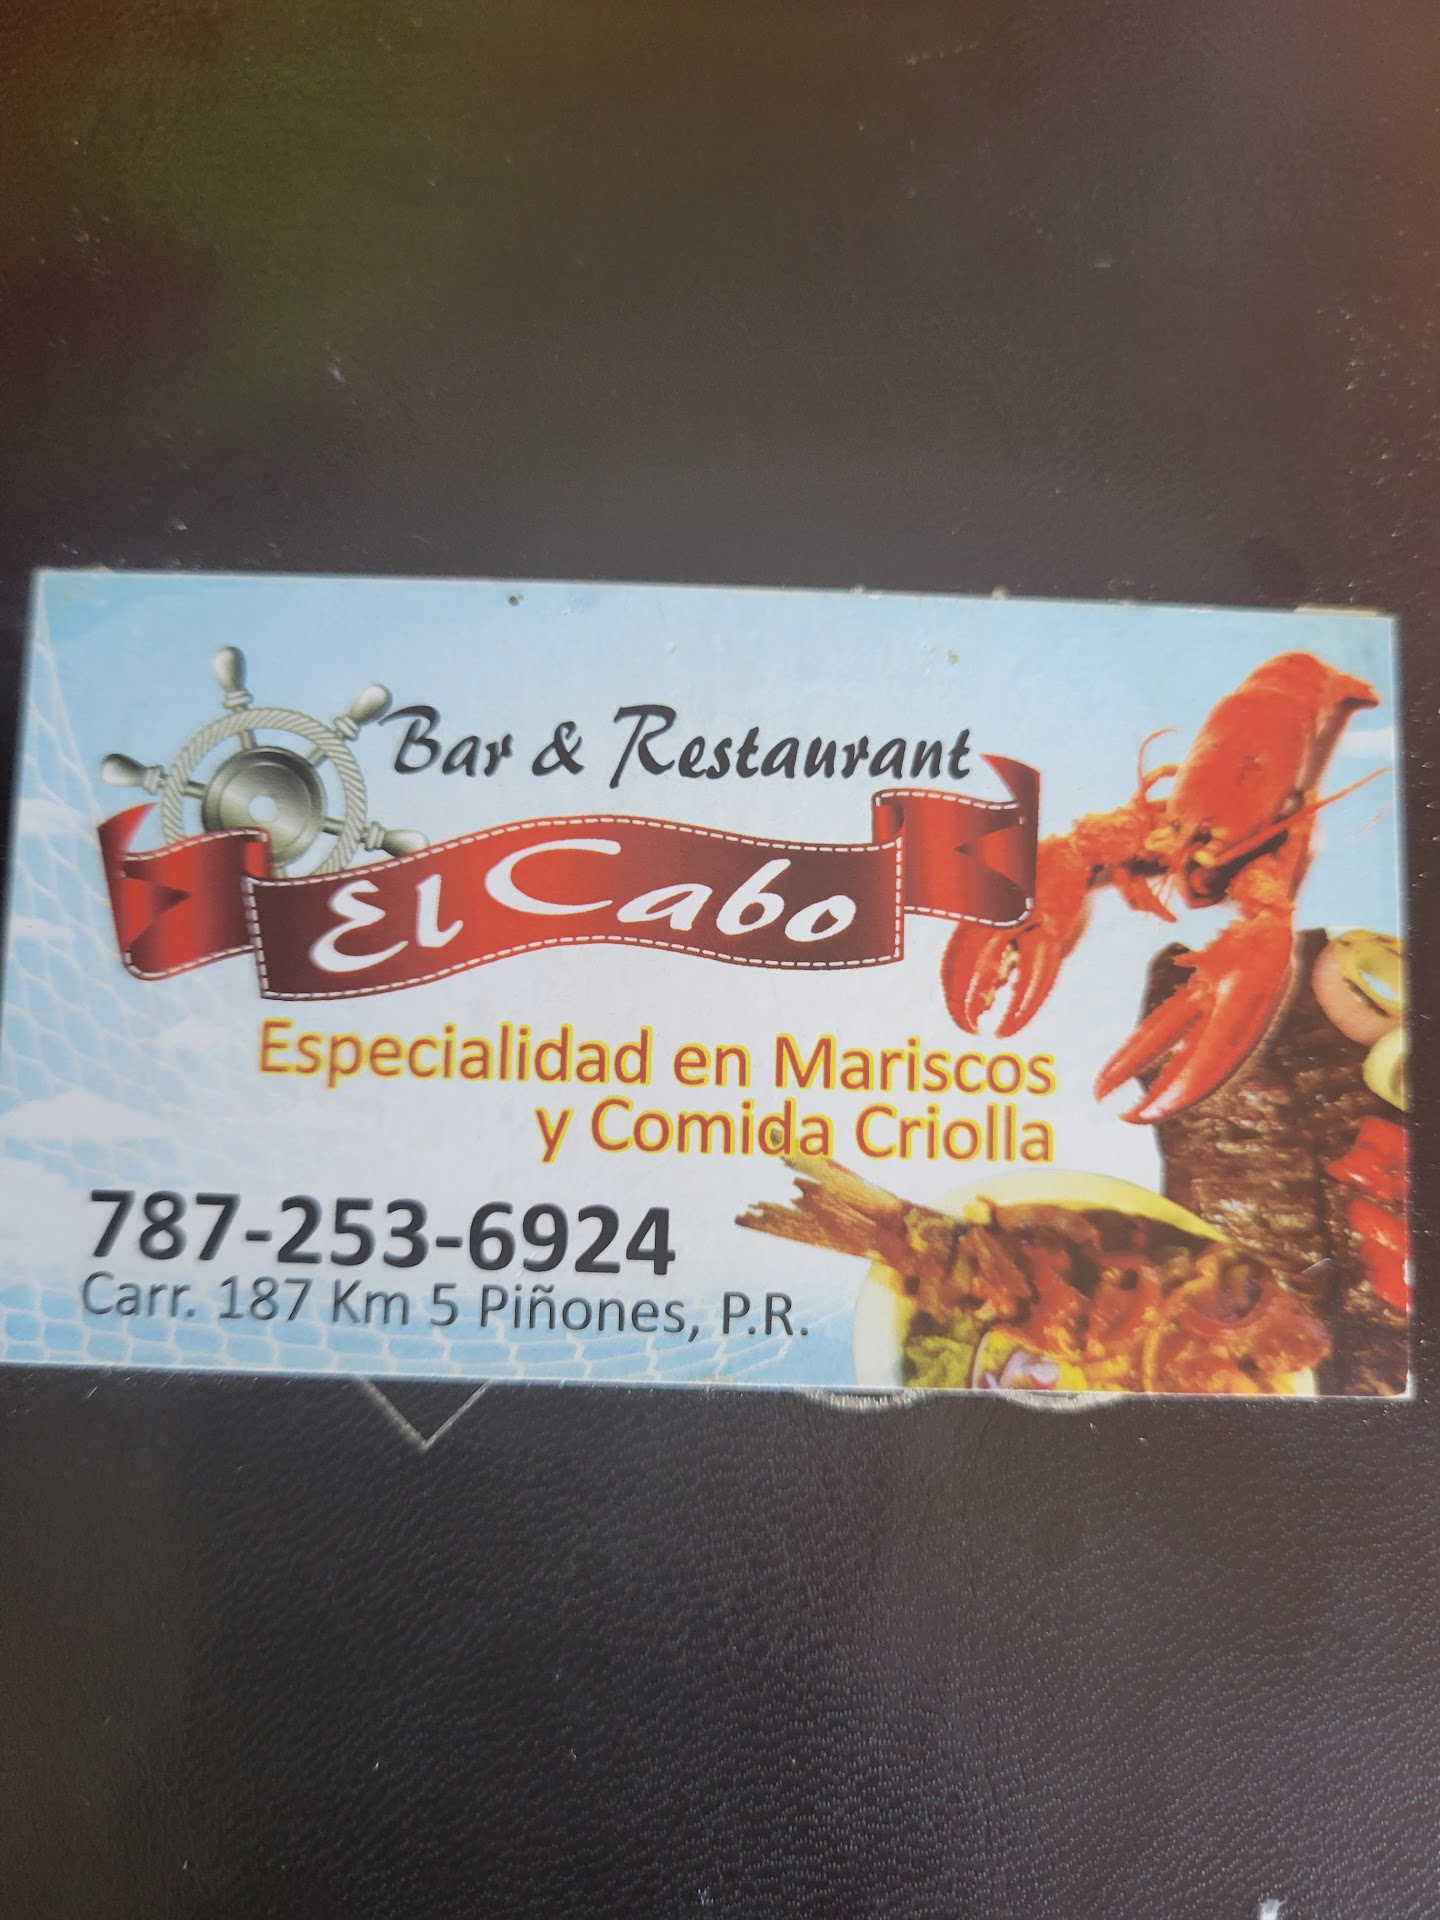 Bar & Restaurant
El Cabo
Especialidad en Mariscos
y Comida Criolla
787-253-6924
Carr. 187 Km 5 Piñones, P.R.